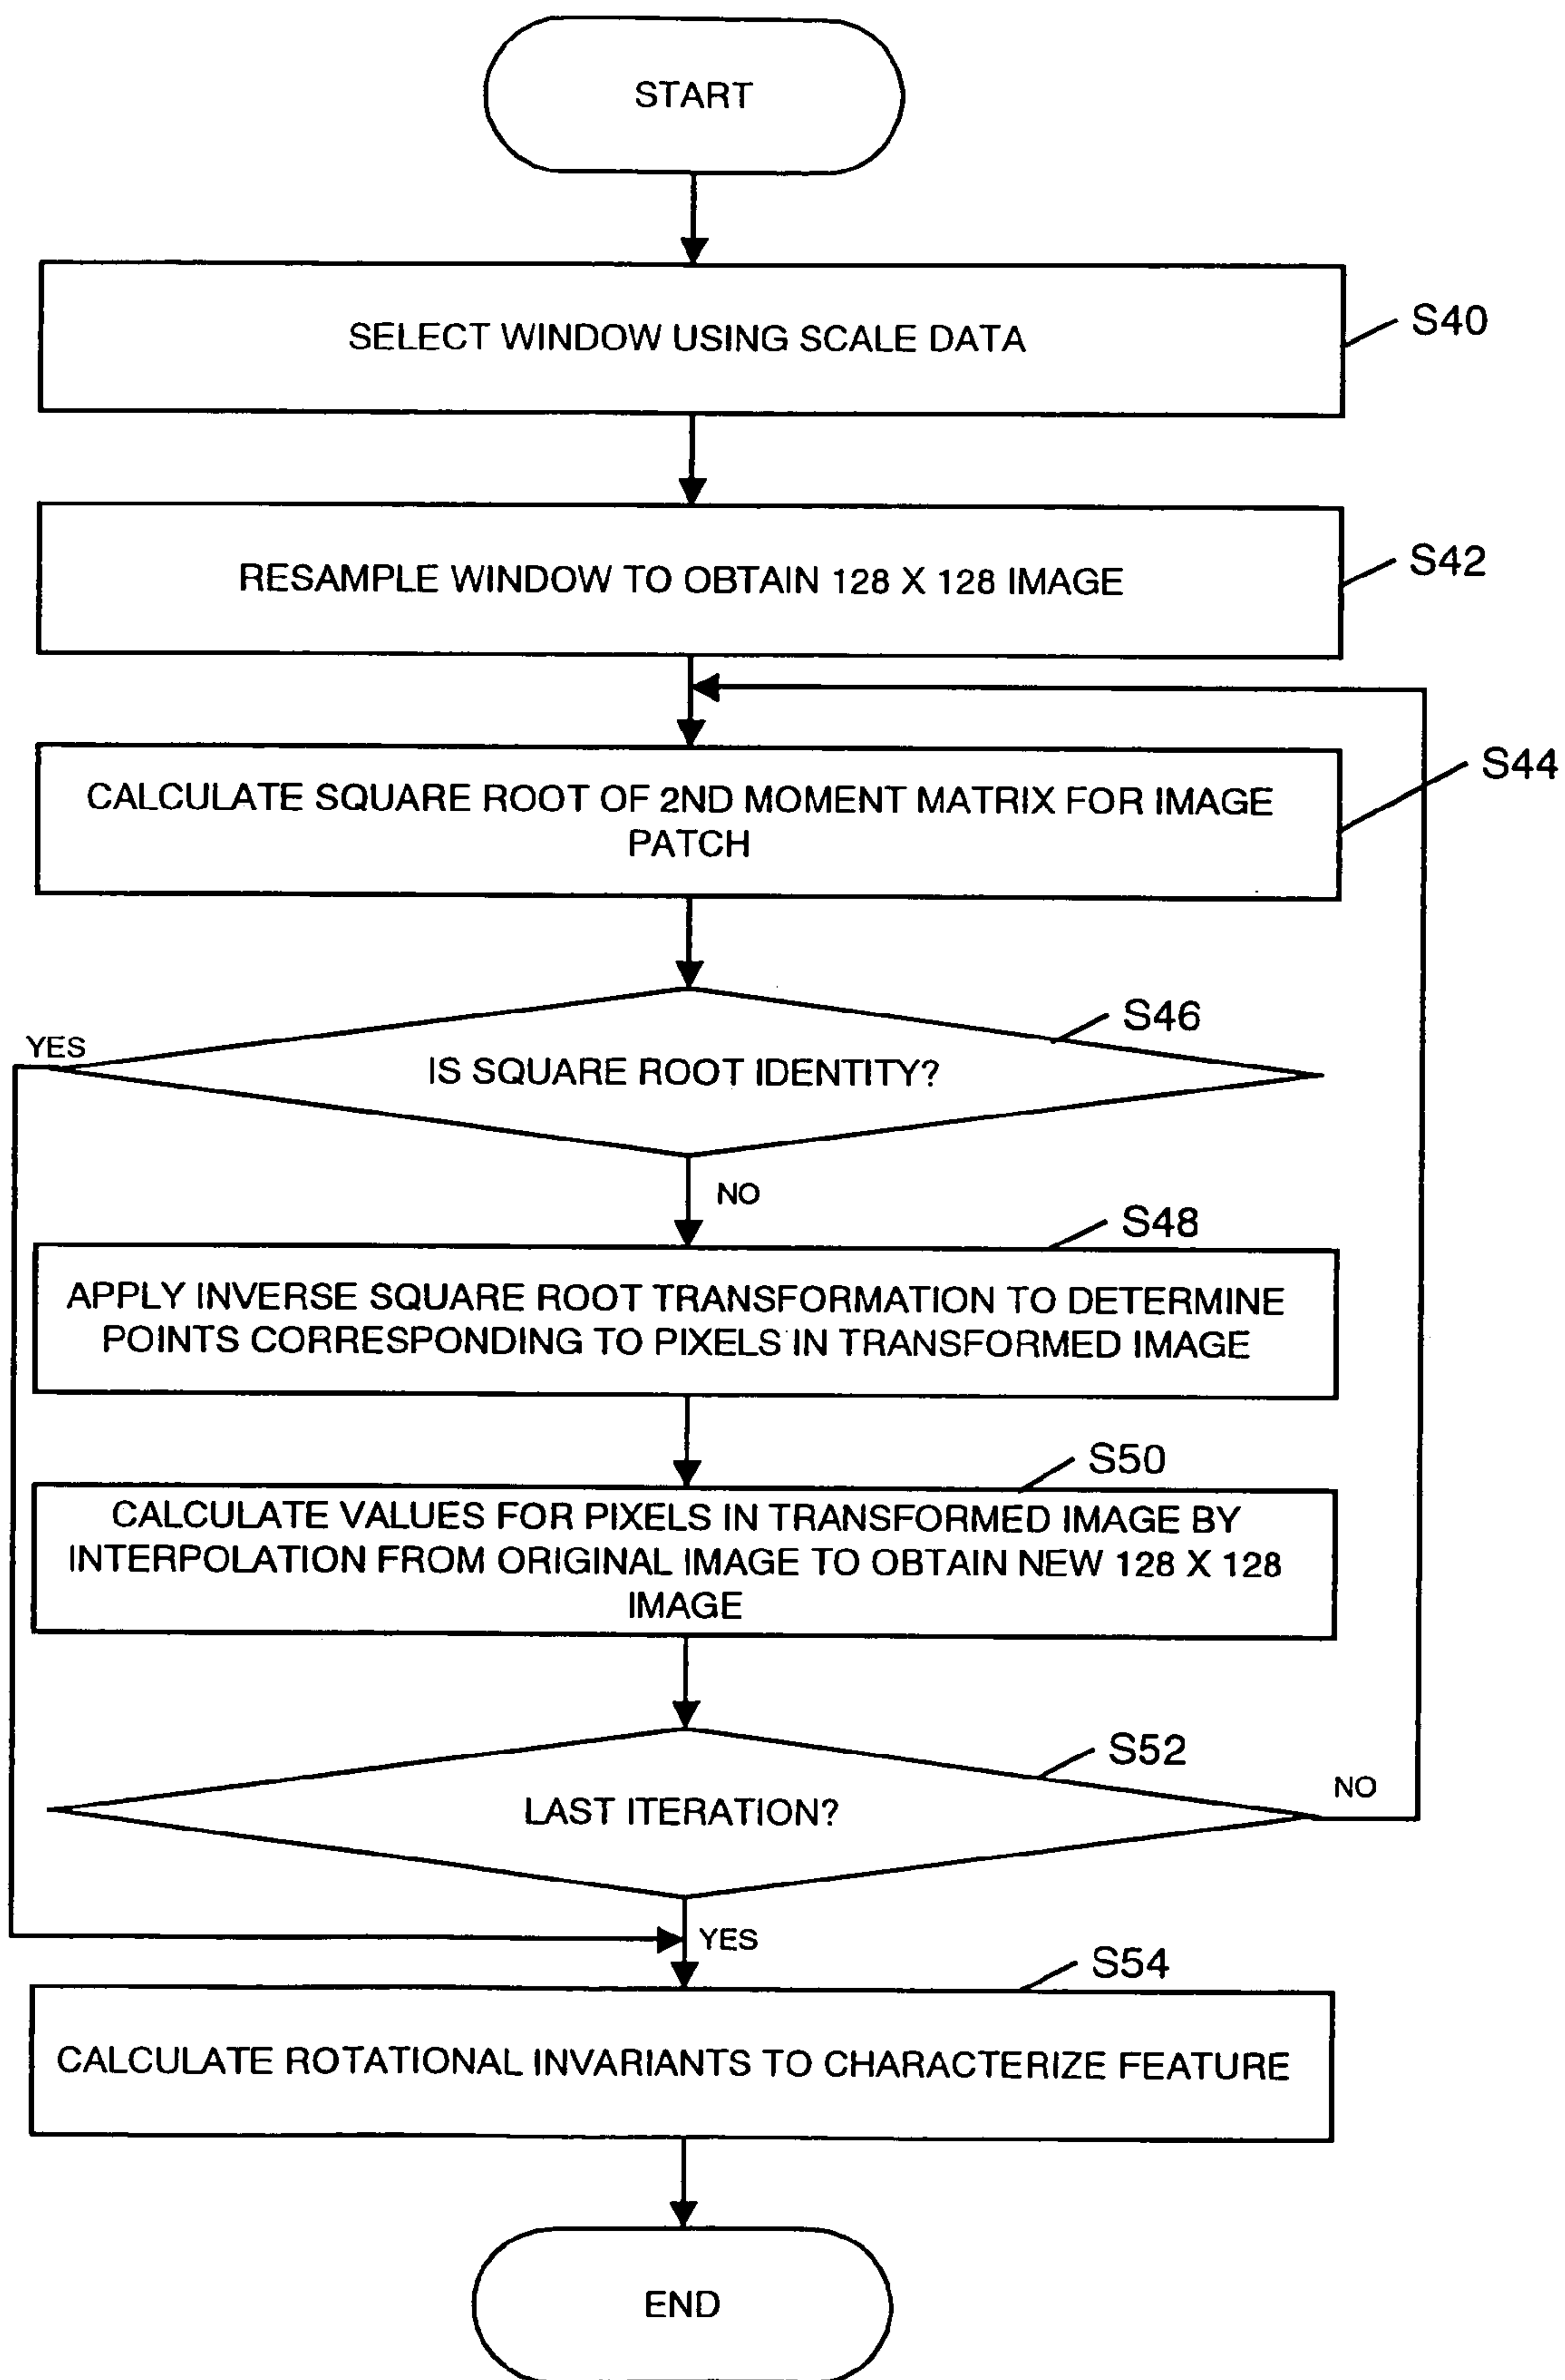 START
SELECT WINDOW USING SCALE DATA
S40
RESAMPLE WINDOW TO OBTAIN 128 X 128 IMAGE
S42
CALCULATE SQUARE ROOT OF 2ND MOMENT MATRIX FOR IMAGE
PATCH
S44
S46
YES
IS SQUARE ROOT IDENTITY?
NO
S48
APPLY INVERSE SQUARE ROOT TRANSFORMATION TO DETERMINE
POINTS CORRESPONDING TO PIXELS IN TRANSFORMED IMAGE
S50
CALCULATE VALUES FOR PIXELS IN TRANSFORMED IMAGE BY
INTERPOLATION FROM ORIGINAL IMAGE TO OBTAIN NEW 128 X 128
IMAGE
S52
NO
LAST ITERATION?
YES
S54
CALCULATE ROTATIONAL INVARIANTS TO CHARACTERIZE FEATURE
END